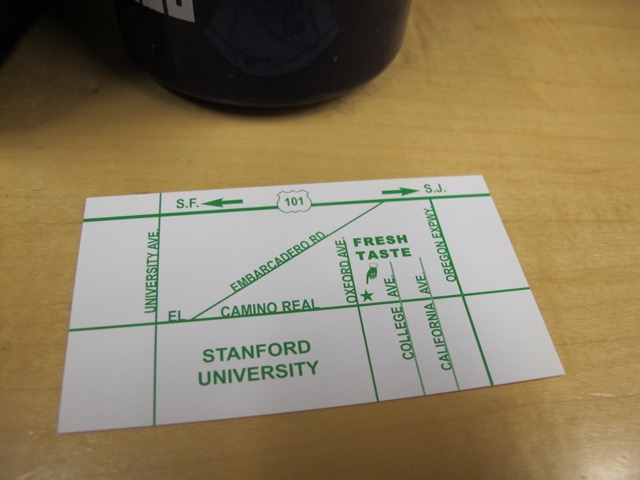 S.F.
101
S.J.
UNIVERSITY AVE.
EMBARCADERO RD.
OXFORD AVE.
FRESH
TASTE
OREGON EXPWY.
EL CAMINO REAL
COLLEGE AVE.
CALIFORNIA AVE.
STANFORD
UNIVERSITY